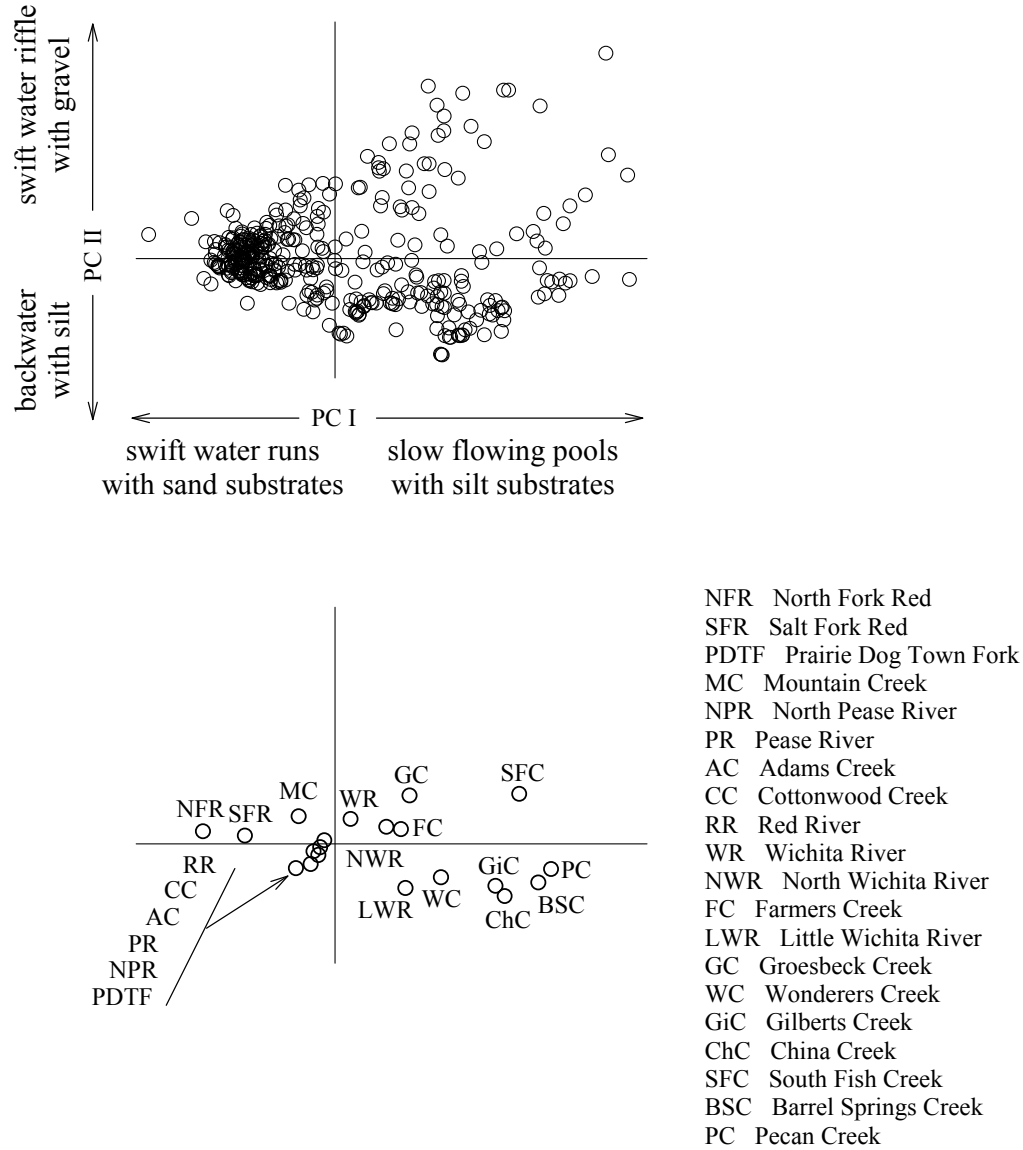 swift water riffle
with gravel
PC II
backwater
with silt
PC I
swift water runs
with sand substrates
slow flowing pools
with silt substrates
NFR
SFR
MC
WR
GC
SFC
FC
NWR
LWR
WC
GiC
ChC
PC
BSC
RR
CC
AC
PR
NPR
PDTF
NFR North Fork Red
SFR Salt Fork Red
PDTF Prairie Dog Town Fork
MC Mountain Creek
NPR North Pease River
PR Pease River
AC Adams Creek
CC Cottonwood Creek
RR Red River
WR Wichita River
NWR North Wichita River
FC Farmers Creek
LWR Little Wichita River
GC Groesbeck Creek
WC Wonderers Creek
GiC Gilberts Creek
ChC China Creek
SFC South Fish Creek
BSC Barrel Springs Creek
PC Pecan Creek